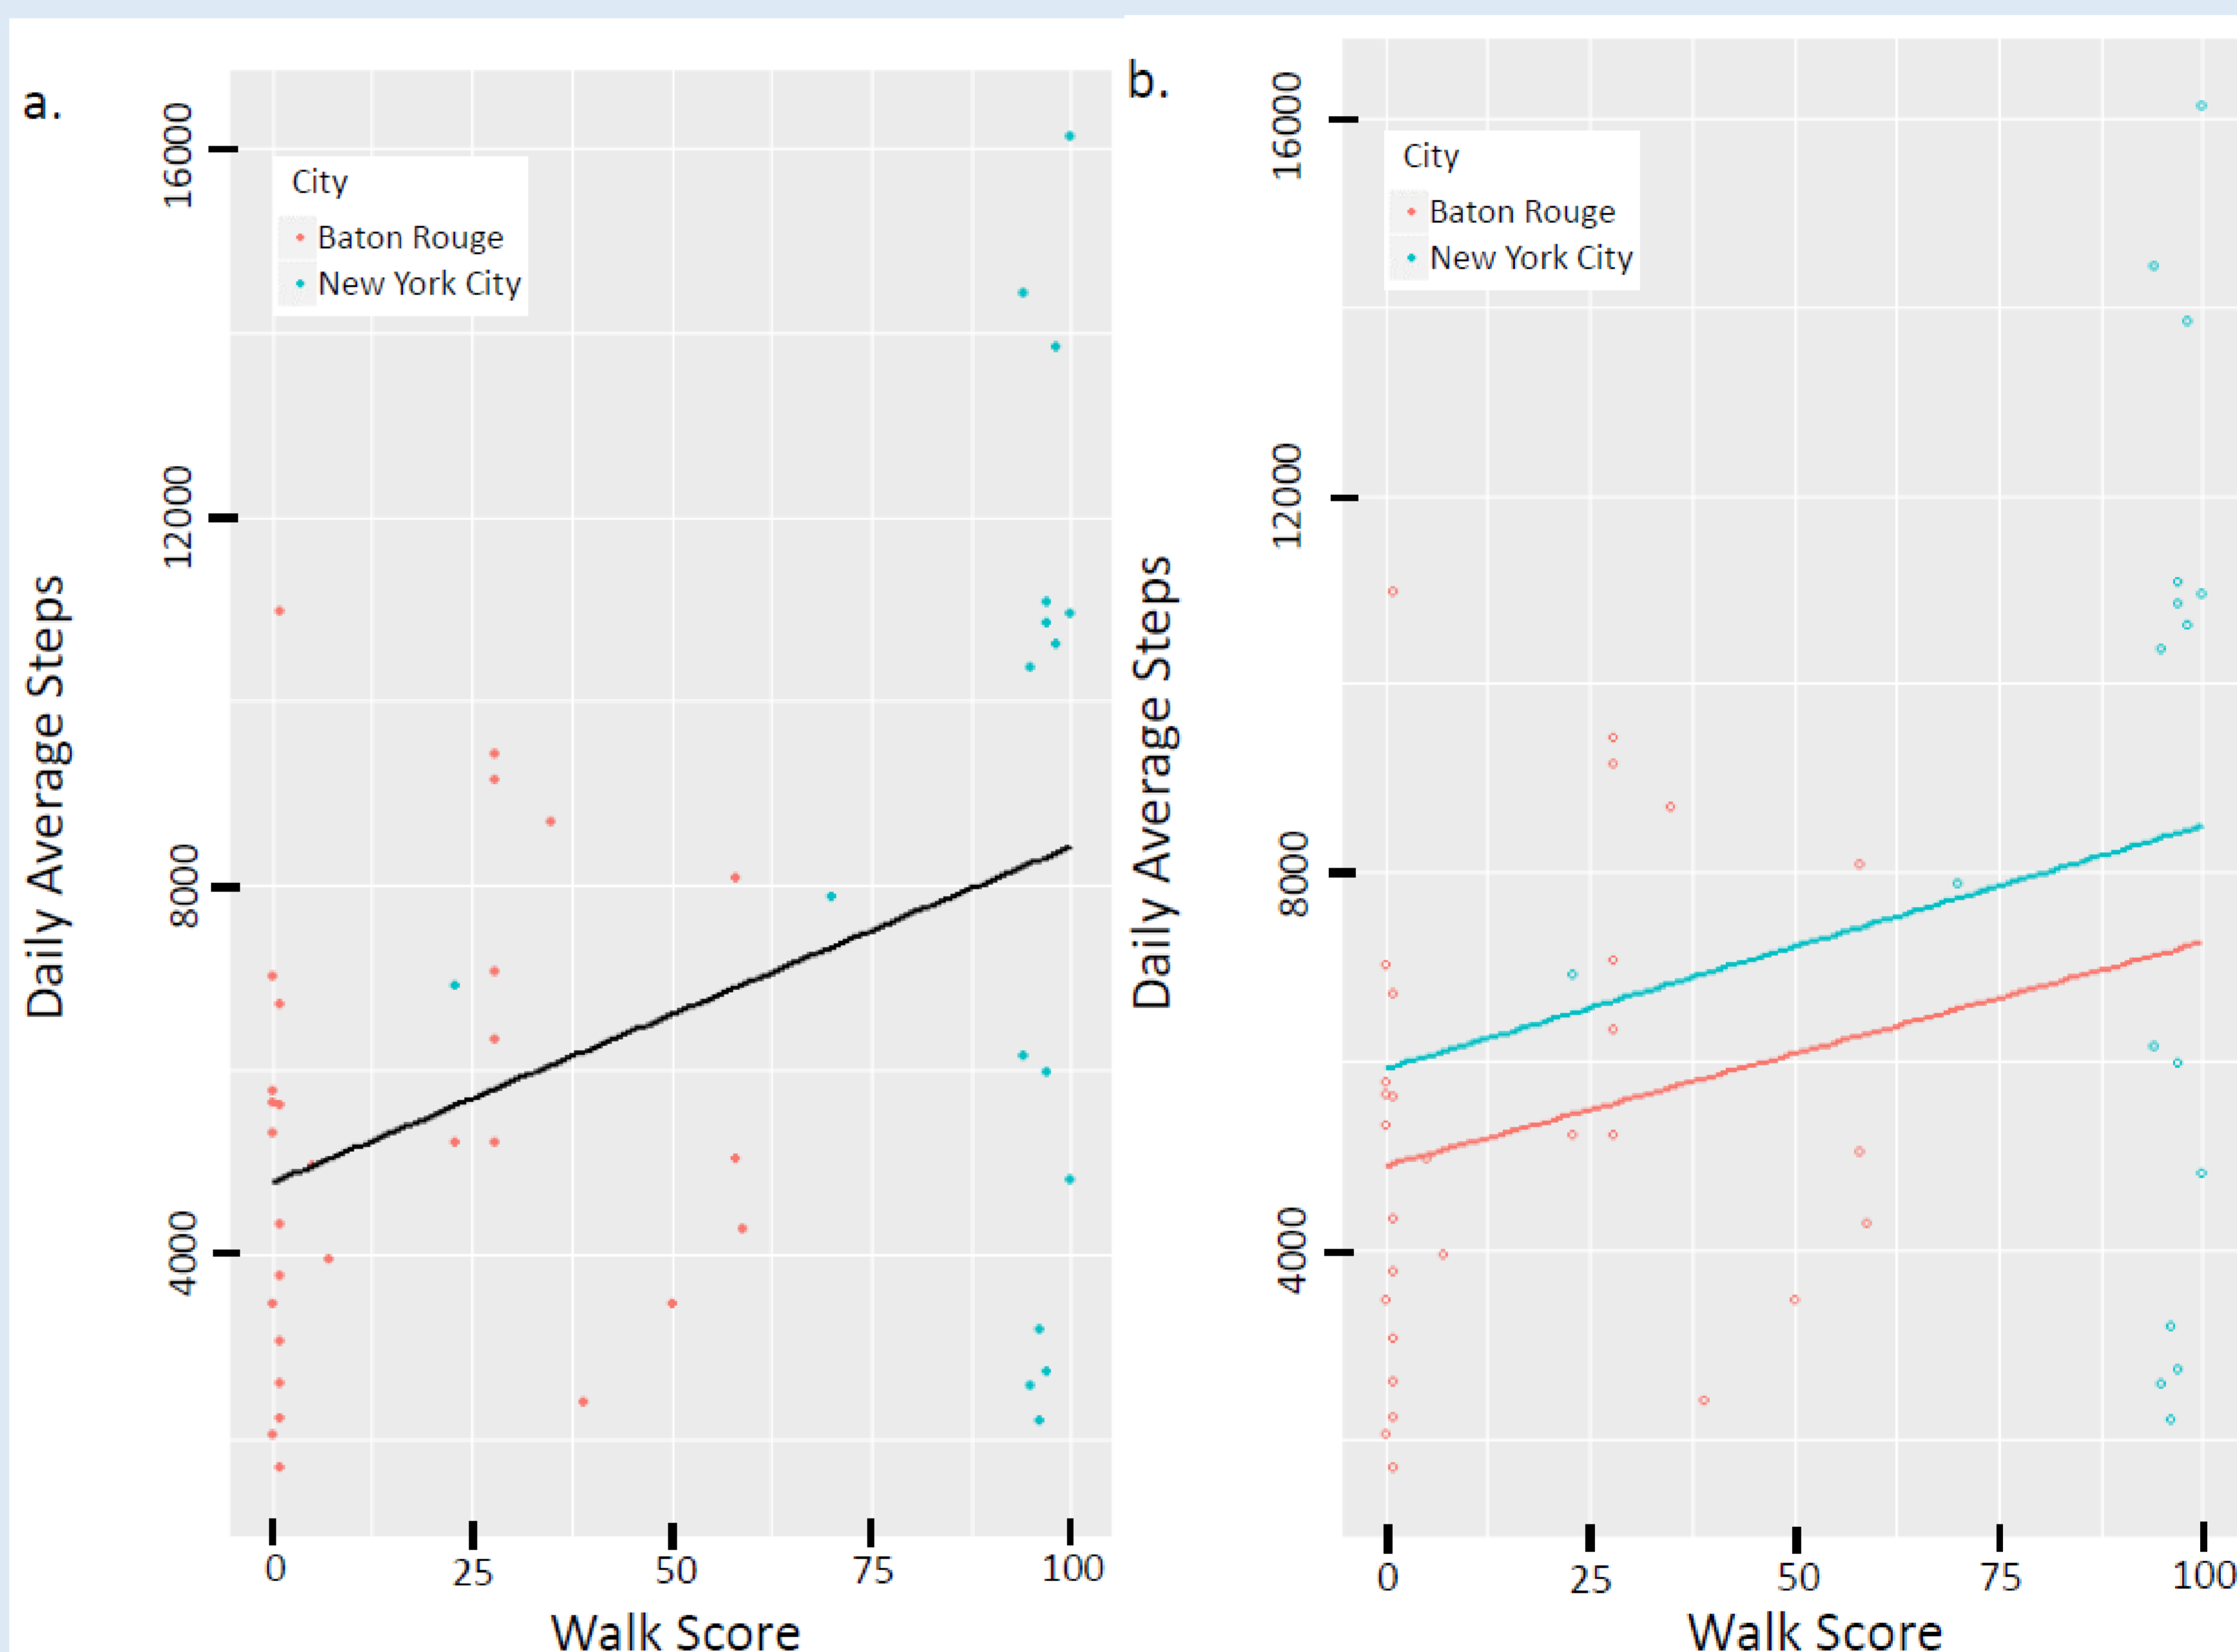 a.
Daily Average Steps
16000
12000
8000
4000
City
Baton Rouge
New York City
0
25
50
75
100
Walk Score
b.
Daily Average Steps
16000
12000
8000
4000
City
Baton Rouge
New York City
0
25
50
75
100
Walk Score